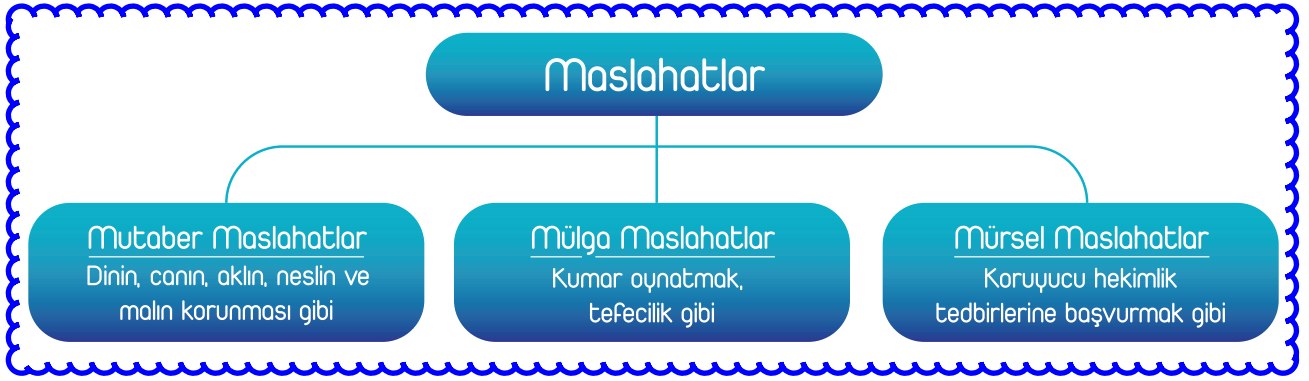 Maslahatlar
Mutaber Maslahatlar
Dinin, canın, aklın, neslin ve
malın korunması gibi
Mülga Maslahatlar
Kumar oynatmak,
tefecilik gibi
Mürsel Maslahatlar
Koruyucu hekimlik
tedbirlerine başvurmak gibi